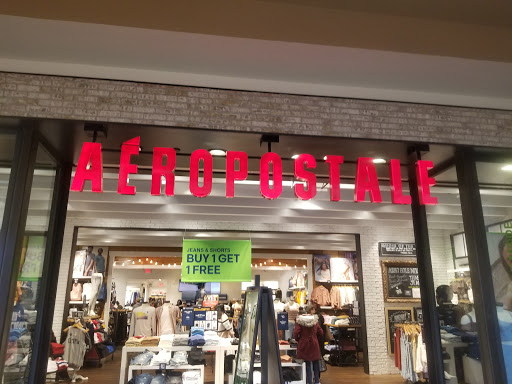 AÉROPOSTALE
JEANS & SHORTS
BUY 1 GET
1 FREE